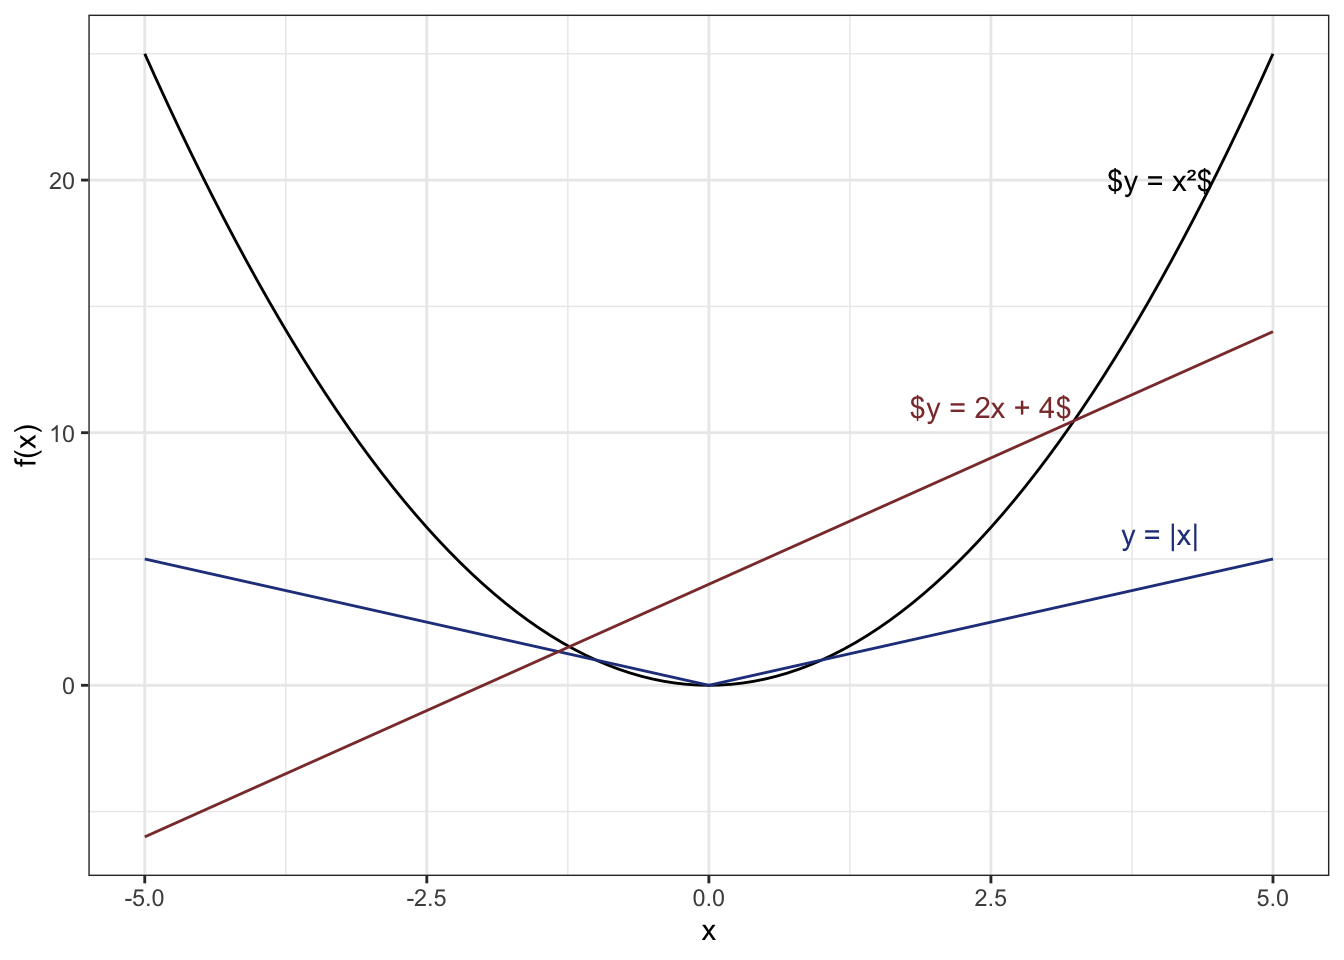 $y = x²$
20
$y = 2x + 4$
10
f(x)
y = |x|
0
-5.0 -2.5 0.0 2.5 5.0
x